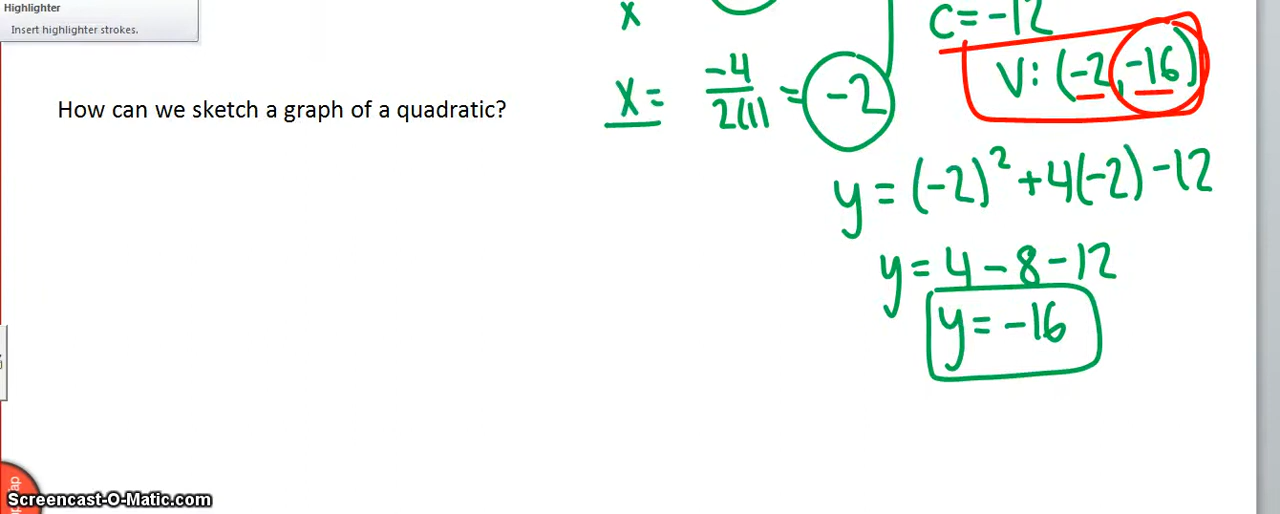 Highlighter
Insert highlighter strokes.
How can we sketch a graph of a quadratic?
x
x = -4 / 2(1) = -2
c = -12
V: (-2, -16)
y = (-2)² + 4(-2) - 12
y = 4 - 8 - 12
y = -16
Screencast-O-Matic.com